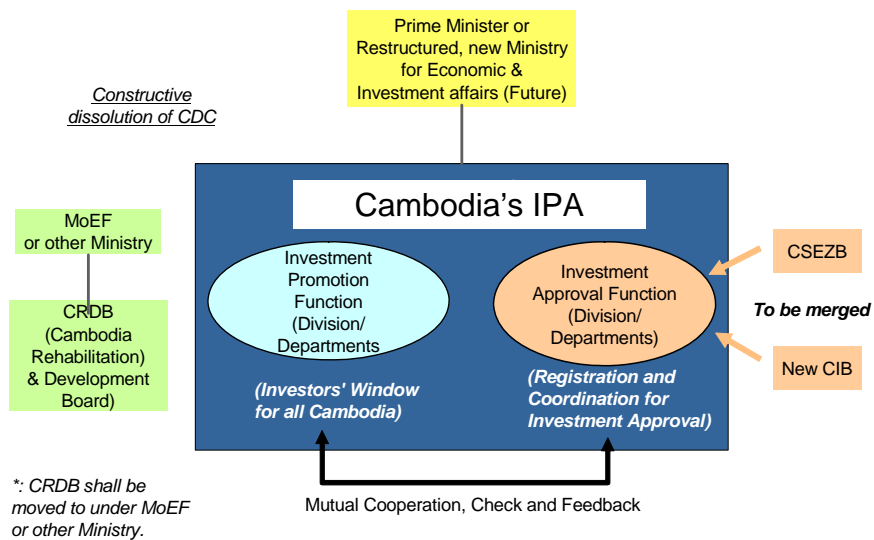 Prime Minister or
Restructured, new Ministry
for Economic &
Investment affairs (Future)
Constructive
dissolution of CDC
Cambodia's IPA
MoEF
or other Ministry
CRDB
(Cambodia
Rehabilitation)
& Development
Board)
Investment
Promotion
Function
(Division/
Departments
Investment
Approval Function
(Division/
Departments)
CSEZB
To be merged
New CIB
(Investors' Window
for all Cambodia)
(Registration and
Coordination for
Investment Approval)
Mutual Cooperation, Check and Feedback
*: CRDB shall be
moved to under MoEF
or other Ministry.